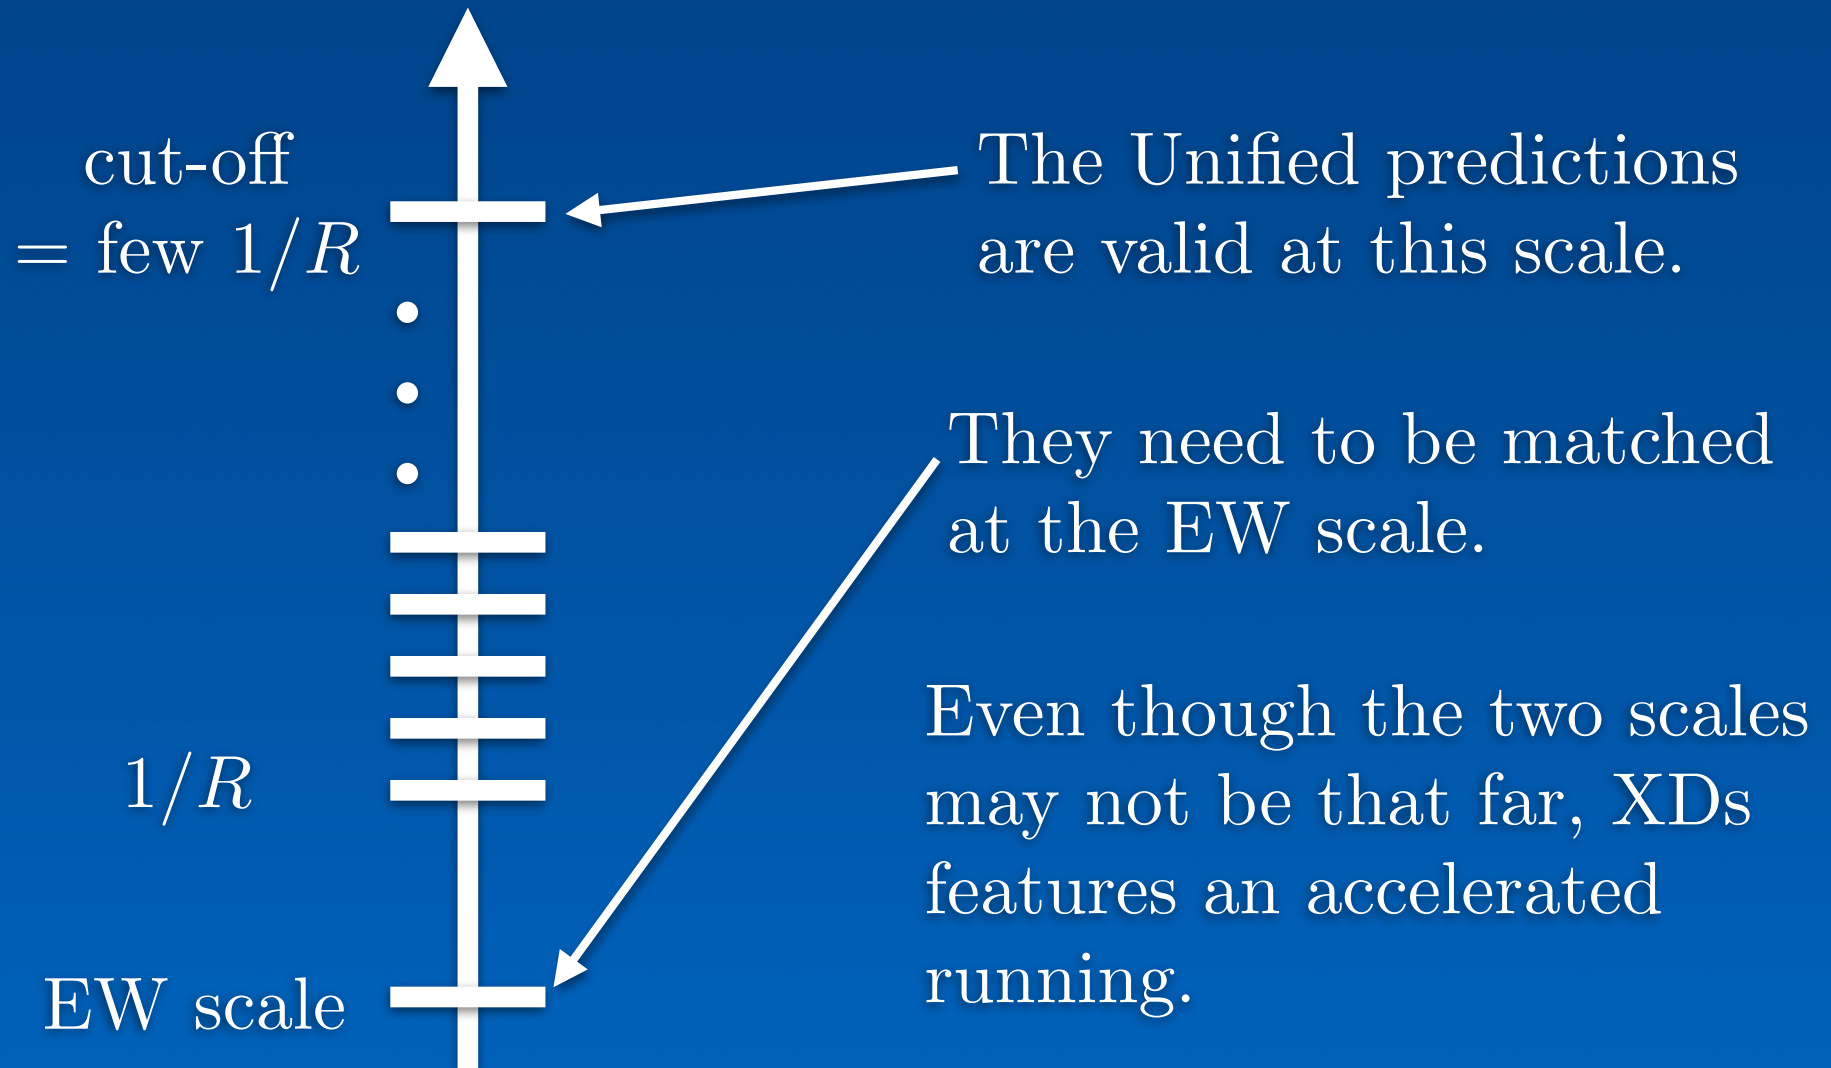 cut-off
= few 1/R
The Unified predictions
are valid at this scale.
They need to be matched
at the EW scale.
Even though the two scales
may not be that far, XDs
features an accelerated
running.
1/R
EW scale